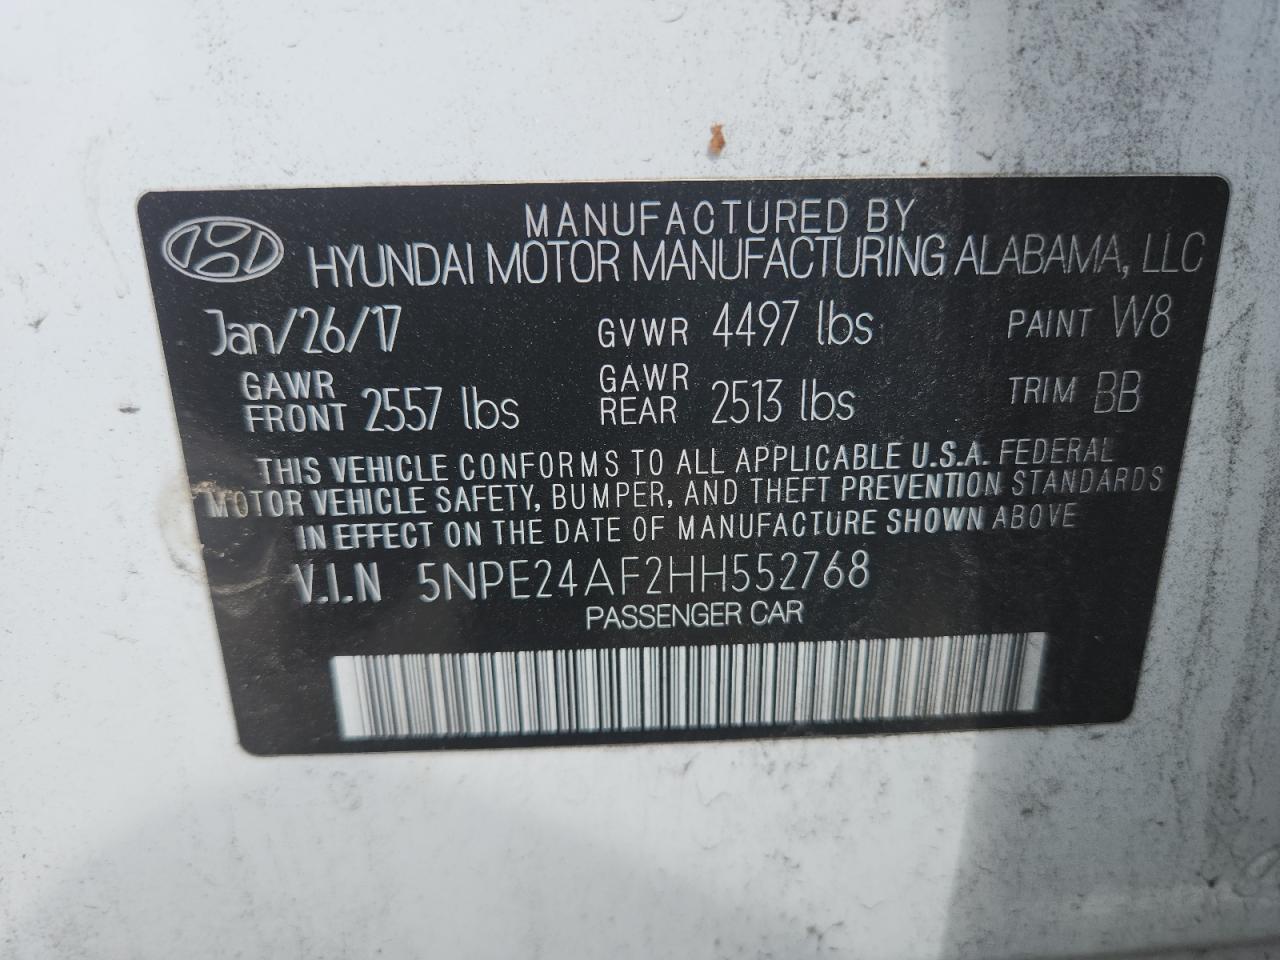 MANUFACTURED BY
HYUNDAI MOTOR MANUFACTURING ALABAMA, LLC
Jan/26/17 GVWR 4497 lbs PAINT W8
GAWR FRONT 2557 lbs GAWR REAR 2513 lbs TRIM BB
THIS VEHICLE CONFORMS TO ALL APPLICABLE U.S.A. FEDERAL
MOTOR VEHICLE SAFETY, BUMPER, AND THEFT PREVENTION STANDARDS
IN EFFECT ON THE DATE OF MANUFACTURE SHOWN ABOVE
V.I.N 5NPE24AF2HH552768
PASSENGER CAR